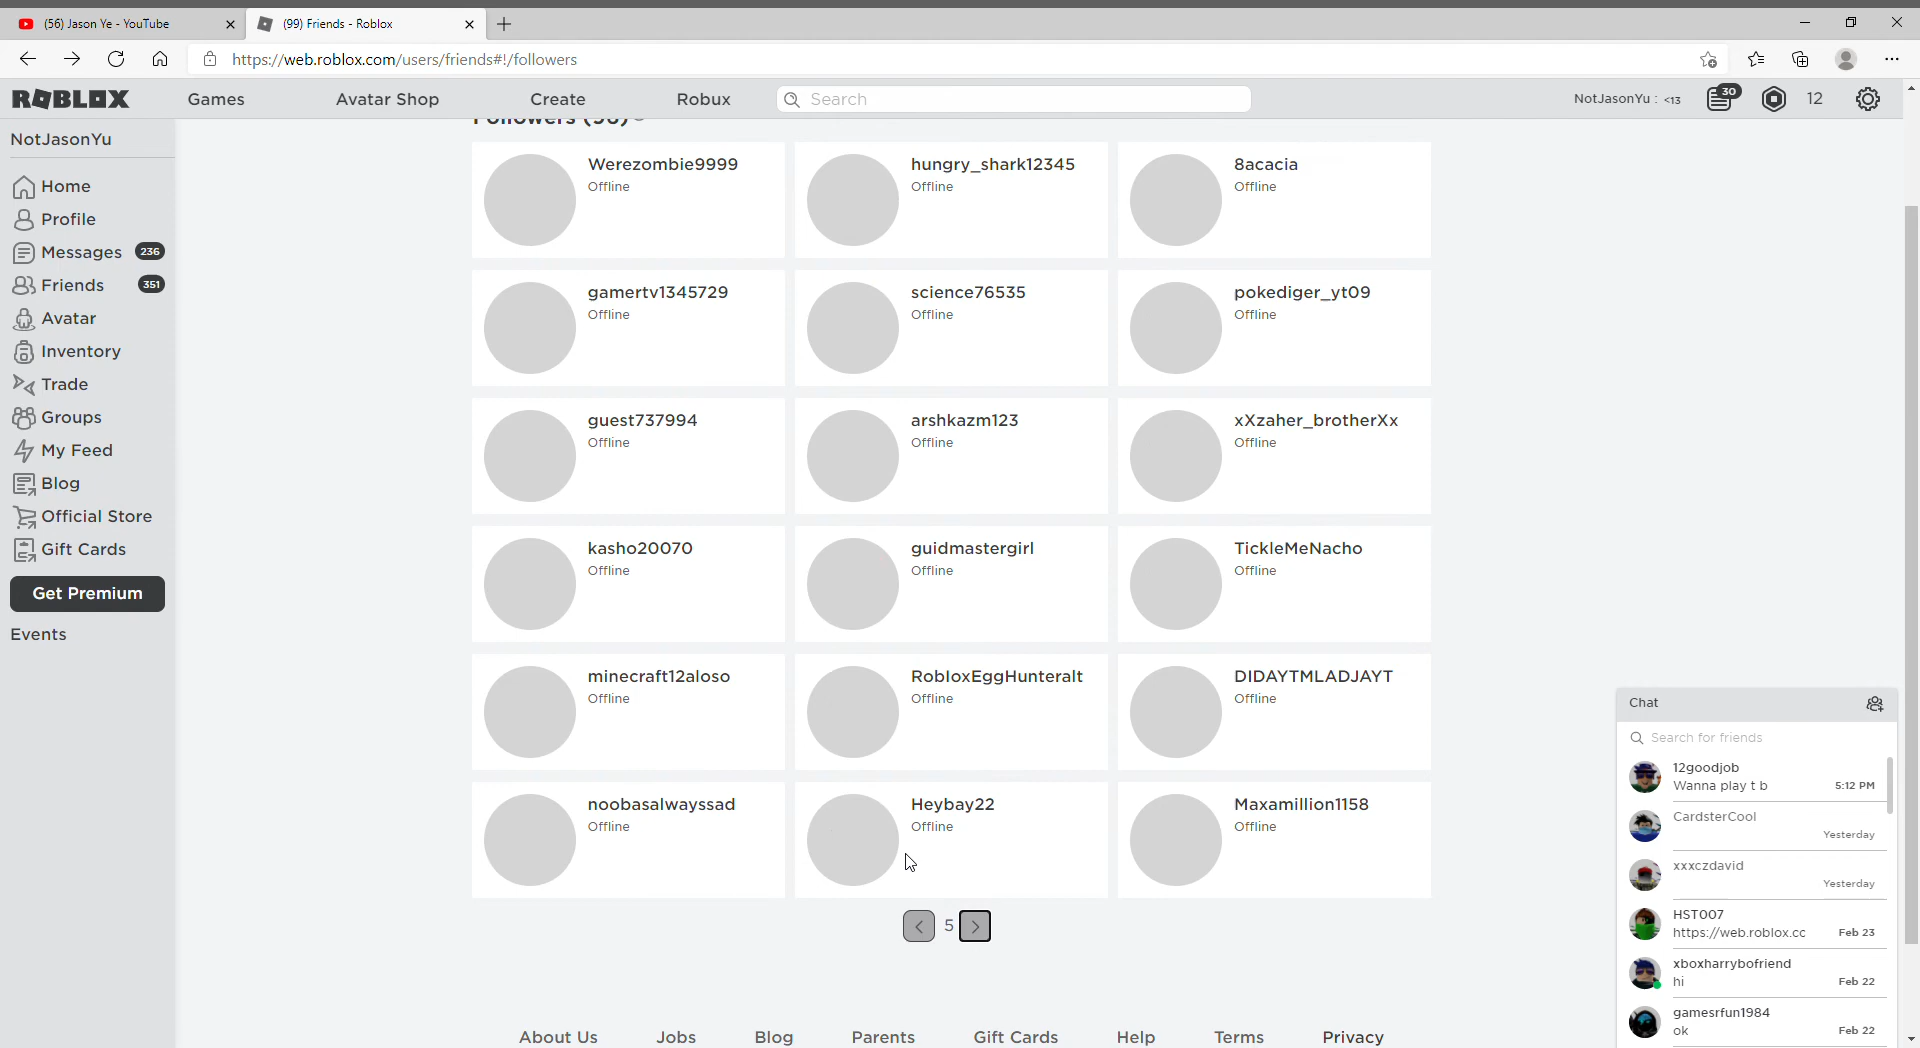 (56) Jason Ye - YouTube
(99) Friends - Roblox
https://web.roblox.com/users/friends#!/followers
ROBLOX
Games
Avatar Shop
Create
Robux
Search
NotJasonYu : <13
30
12
NotJasonYu
Home
Profile
Messages 236
Friends 351
Avatar
Inventory
Trade
Groups
My Feed
Blog
Official Store
Gift Cards
Get Premium
Events
Followers
Werezombie9999
Offline
hungry_shark12345
Offline
8acacia
Offline
gamertv1345729
Offline
science76535
Offline
pokediger_yt09
Offline
guest737994
Offline
arshkazm123
Offline
xXzaher_brotherXx
Offline
kasho20070
Offline
guidmastergirl
Offline
TickleMeNacho
Offline
minecraft12aloso
Offline
RobloxEggHunteralt
Offline
DIDAYTMLADJAYT
Offline
noobasalwayssad
Offline
Heybay22
Offline
Maxamillion1158
Offline
5
About Us
Jobs
Blog
Parents
Gift Cards
Help
Terms
Privacy
Chat
Search for friends
12goodjob
Wanna play t b 5:12 PM
CardsterCool
Yesterday
xxxczdavid
Yesterday
HST007
https://web.roblox.cc Feb 23
xboxharrybofriend
hi Feb 22
gamesrfun1984
ok Feb 22